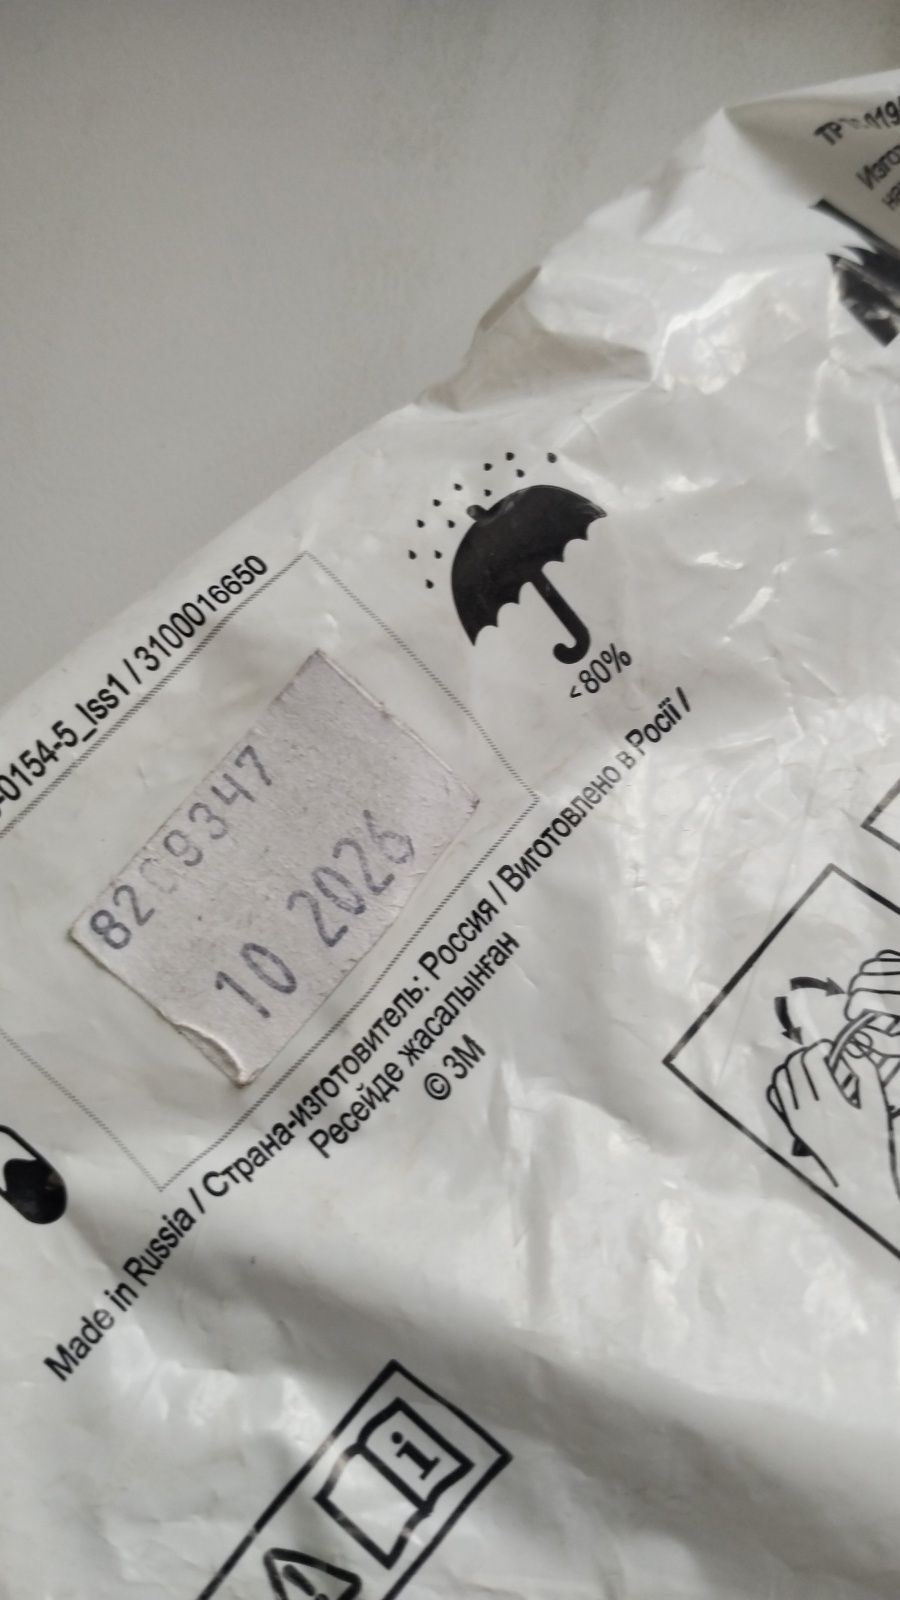 -0154-5_Iss1 / 3100016650
8209347
10 2026
<80%
Made in Russia / Страна-изготовитель: Россия / Виготовлено в Росії /
Ресейде жасалынған
© 3M
i
!